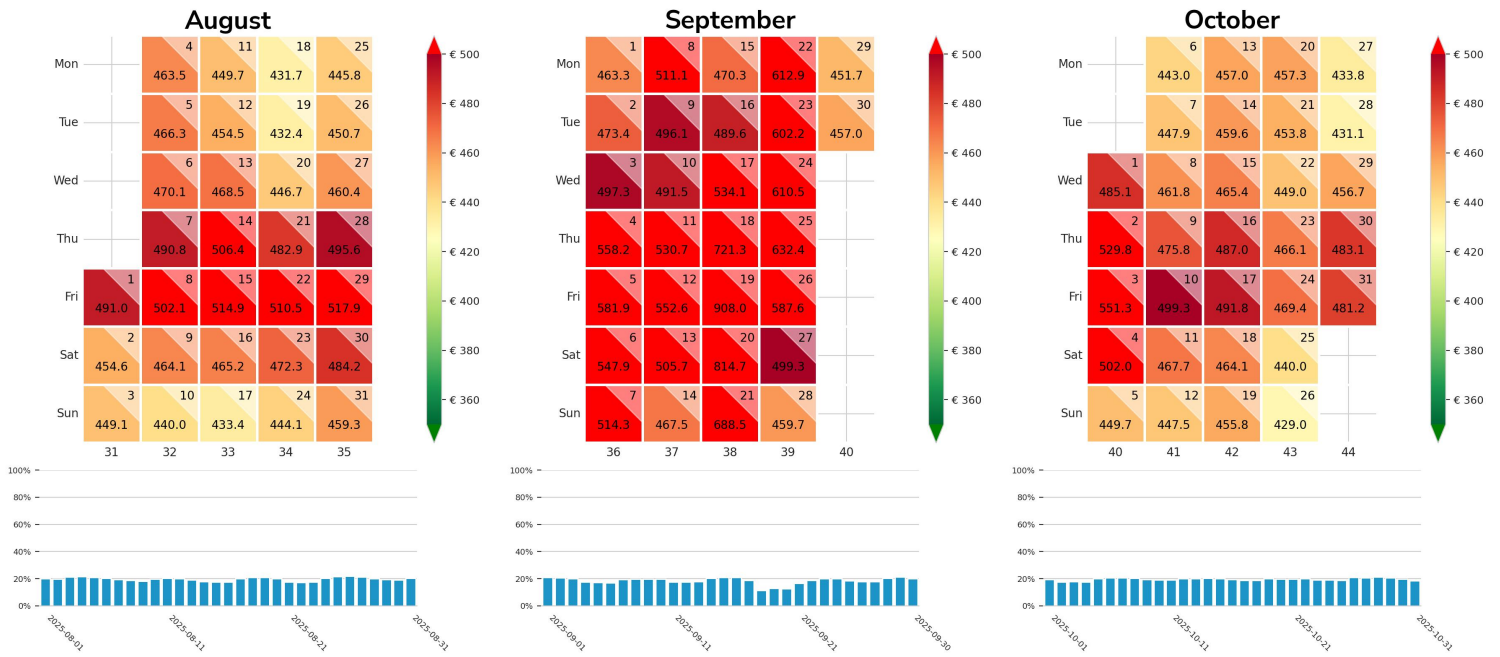 August
September
October
4 11 18 25
Mon 463.5 449.7 431.7 445.8
5 12 19 26
Tue 466.3 454.5 432.4 450.7
6 13 20 27
Wed 470.1 468.5 446.7 460.4
7 14 21 28
Thu 490.8 506.4 482.9 495.6
1 8 15 22 29
Fri 491.0 502.1 514.9 510.5 517.9
2 9 16 23 30
Sat 454.6 464.1 465.2 472.3 484.2
3 10 17 24 31
Sun 449.1 440.0 433.4 444.1 459.3
31 32 33 34 35
€ 500
€ 480
€ 460
€ 440
€ 420
€ 400
€ 380
€ 360
1 8 15 22 29
Mon 463.3 511.1 470.3 612.9 451.7
2 9 16 23 30
Tue 473.4 496.1 489.6 602.2 457.0
3 10 17 24
Wed 497.3 491.5 534.1 610.5
4 11 18 25
Thu 558.2 530.7 721.3 632.4
5 12 19 26
Fri 581.9 552.6 908.0 587.6
6 13 20 27
Sat 547.9 505.7 814.7 499.3
7 14 21 28
Sun 514.3 467.5 688.5 459.7
36 37 38 39 40
€ 500
€ 480
€ 460
€ 440
€ 420
€ 400
€ 380
€ 360
6 13 20 27
Mon 443.0 457.0 457.3 433.8
7 14 21 28
Tue 447.9 459.6 453.8 431.1
1 8 15 22 29
Wed 485.1 461.8 465.4 449.0 456.7
2 9 16 23 30
Thu 529.8 475.8 487.0 466.1 483.1
3 10 17 24 31
Fri 551.3 499.3 491.8 469.4 481.2
4 11 18 25
Sat 502.0 467.7 464.1 440.0
5 12 19 26
Sun 449.7 447.5 455.8 429.0
40 41 42 43 44
€ 500
€ 480
€ 460
€ 440
€ 420
€ 400
€ 380
€ 360
100%
80%
60%
40%
20%
0%
2025-08-01 2025-08-11 2025-08-21 2025-08-31
100%
80%
60%
40%
20%
0%
2025-09-01 2025-09-11 2025-09-21 2025-09-30
100%
80%
60%
40%
20%
0%
2025-10-01 2025-10-11 2025-10-21 2025-10-31